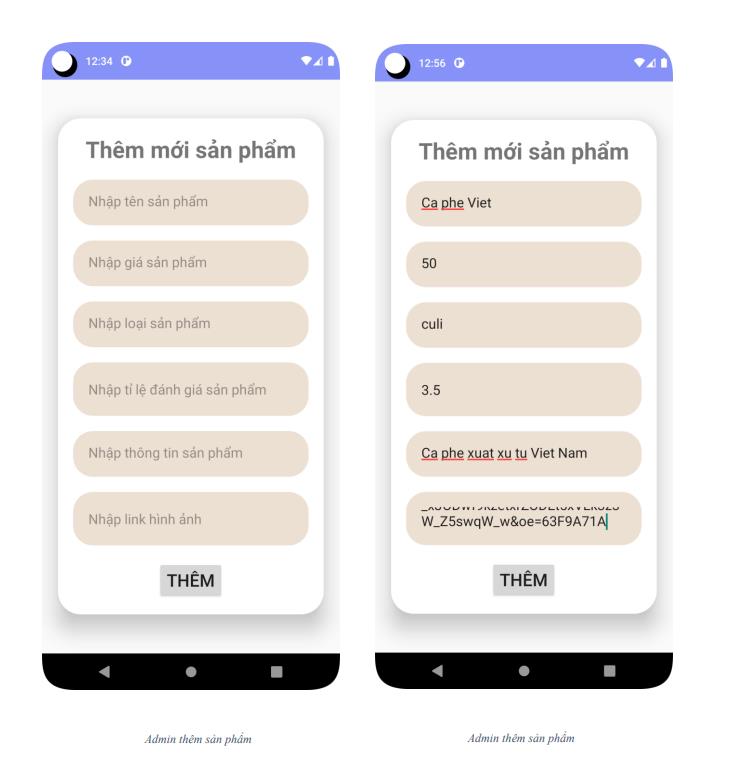 12:34
Thêm mới sản phẩm
Nhập tên sản phẩm
Nhập giá sản phẩm
Nhập loại sản phẩm
Nhập tỉ lệ đánh giá sản phẩm
Nhập thông tin sản phẩm
Nhập link hình ảnh
THÊM
Admin thêm sản phẩm
12:56
Thêm mới sản phẩm
Ca phe Viet
50
culi
3.5
Ca phe xuat xu tu Viet Nam
W_Z5swqW_w&oe=63F9A71A
THÊM
Admin thêm sản phẩm